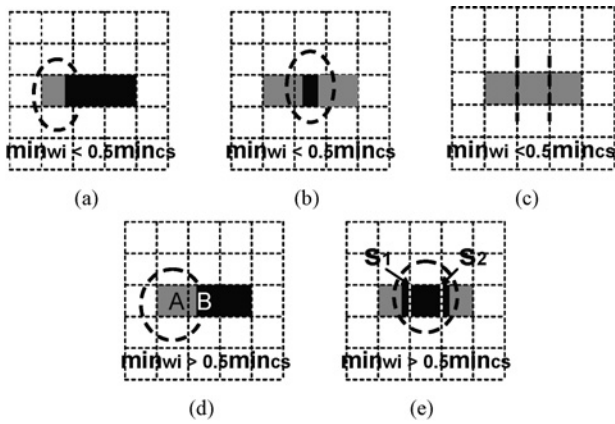 minwi < 0.5mincs
minwi < 0.5mincs
minwi <0.5mincs
(a)
(b)
(c)
A B
minwi > 0.5mincs
S1 S2
minwi > 0.5mincs
(d)
(e)